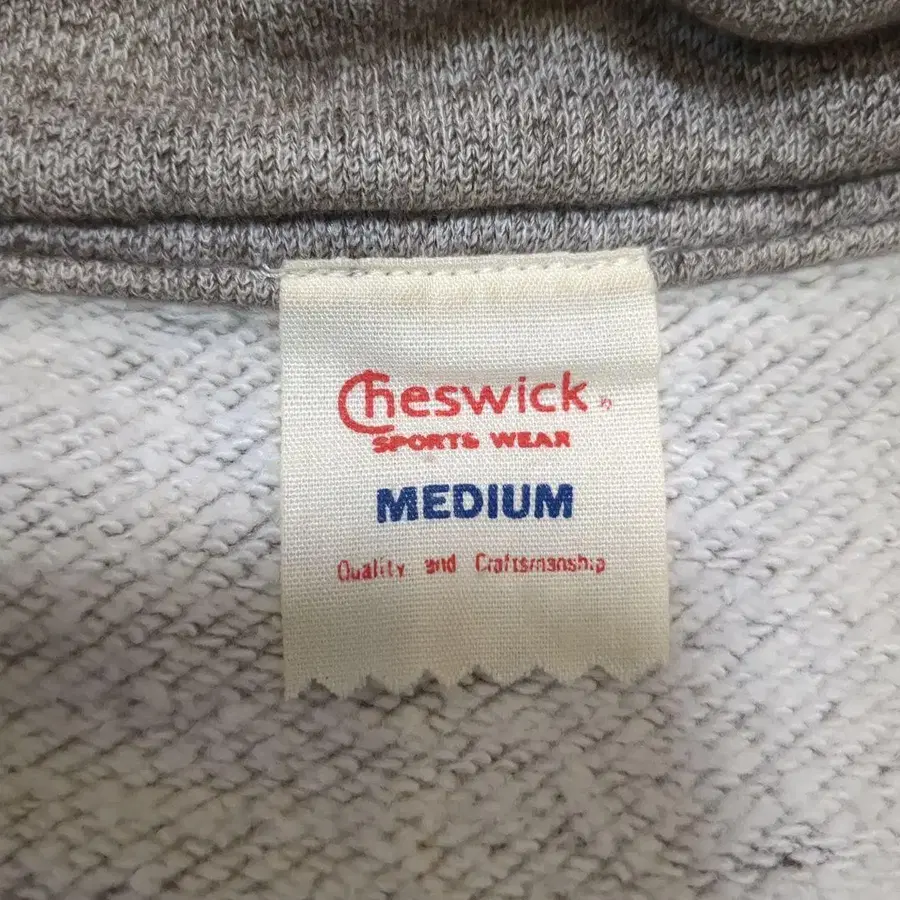 Cheswick
SPORTS WEAR
MEDIUM
Quality and Craftsmanship